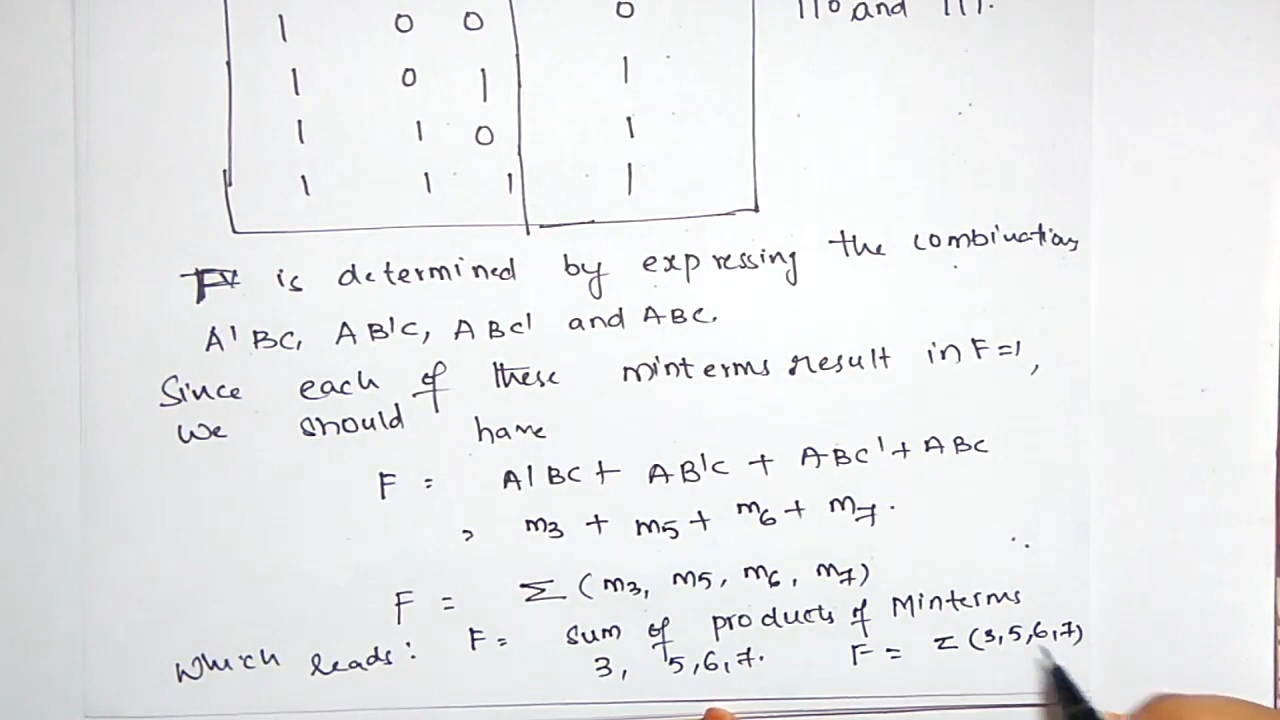 1 0 0 0 110 and 111.
1 0 1 1
1 1 0 1
1 1 1 1
F is determined by expressing the combinations
A'BC, AB'C, ABC' and ABC.
Since each of these minterms result in F=1,
we should have
F = A'BC + AB'C + ABC' + ABC
= m3 + m5 + m6 + m7.
F = Σ (m3, m5, m6, m7)
which leads: F = sum of products of Minterms
3, 5,6,7. F = Σ (3,5,6,7)